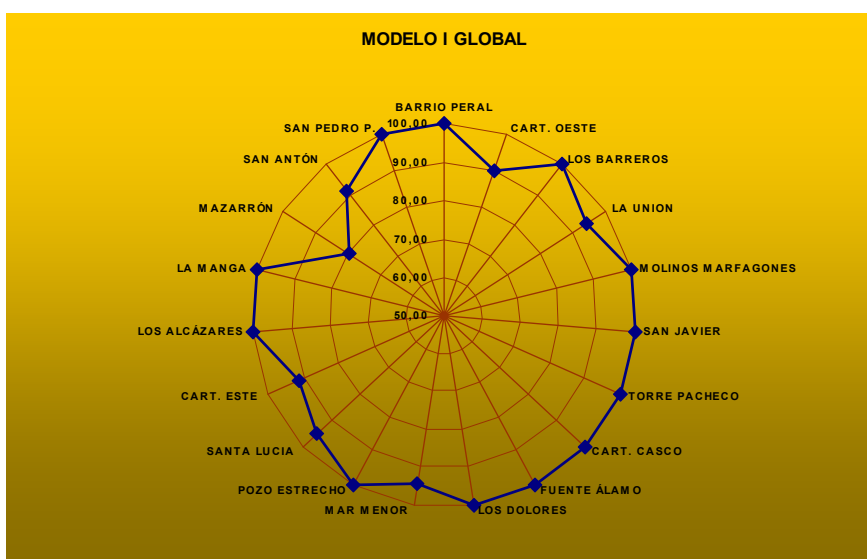 MODELO I GLOBAL
BARRIO PERAL
SAN PEDRO P.
100,00
CART. OESTE
SAN ANTÓN
90,00
LOS BARREROS
MAZARRÓN
80,00
LA UNION
70,00
LA MANGA
60,00
MOLINOS MARFAGONES
50,00
LOS ALCÁZARES
SAN JAVIER
CART. ESTE
TORRE PACHECO
SANTA LUCIA
CART. CASCO
POZO ESTRECHO
FUENTE ÁLAMO
MAR MENOR
LOS DOLORES